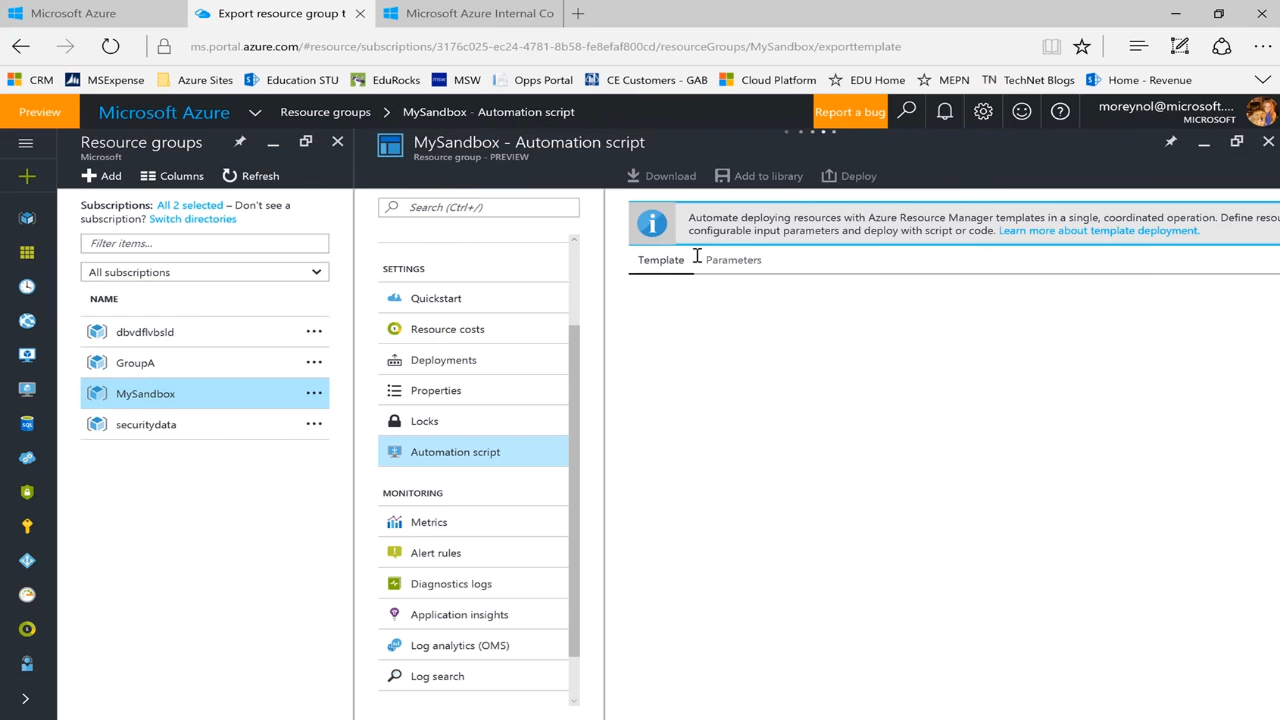 Microsoft Azure
Export resource group t
Microsoft Azure Internal Co
ms.portal.azure.com/#resource/subscriptions/3176c025-ec24-4781-8b58-fe8efaf800cd/resourceGroups/MySandbox/exporttemplate
CRM
MSExpense
Azure Sites
Education STU
EduRocks
msw MSW
Opps Portal
CE Customers - GAB
Cloud Platform
EDU Home
MEPN
TN TechNet Blogs
Home - Revenue
Preview
Microsoft Azure
Resource groups
MySandbox - Automation script
Report a bug
moreynol@microsoft....
MICROSOFT
Resource groups
Microsoft
Add
Columns
Refresh
Subscriptions: All 2 selected – Don't see a
subscription? Switch directories
Filter items...
All subscriptions
NAME
dbvdflvbsld
GroupA
MySandbox
securitydata
MySandbox - Automation script
Resource group - PREVIEW
Search (Ctrl+/)
SETTINGS
Quickstart
Resource costs
Deployments
Properties
Locks
Automation script
MONITORING
Metrics
Alert rules
Diagnostics logs
Application insights
Log analytics (OMS)
Log search
Download
Add to library
Deploy
Automate deploying resources with Azure Resource Manager templates in a single, coordinated operation. Define resou
configurable input parameters and deploy with script or code. Learn more about template deployment.
Template
Parameters